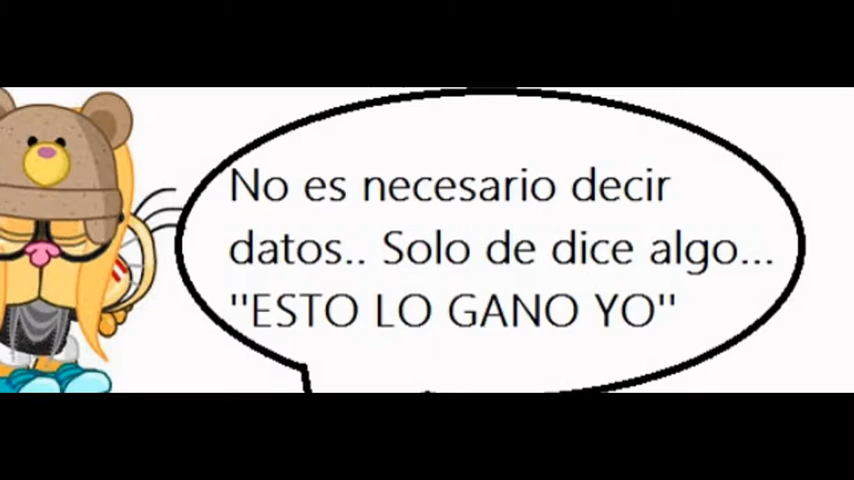 No es necesario decir
datos.. Solo de dice algo...
"ESTO LO GANO YO"